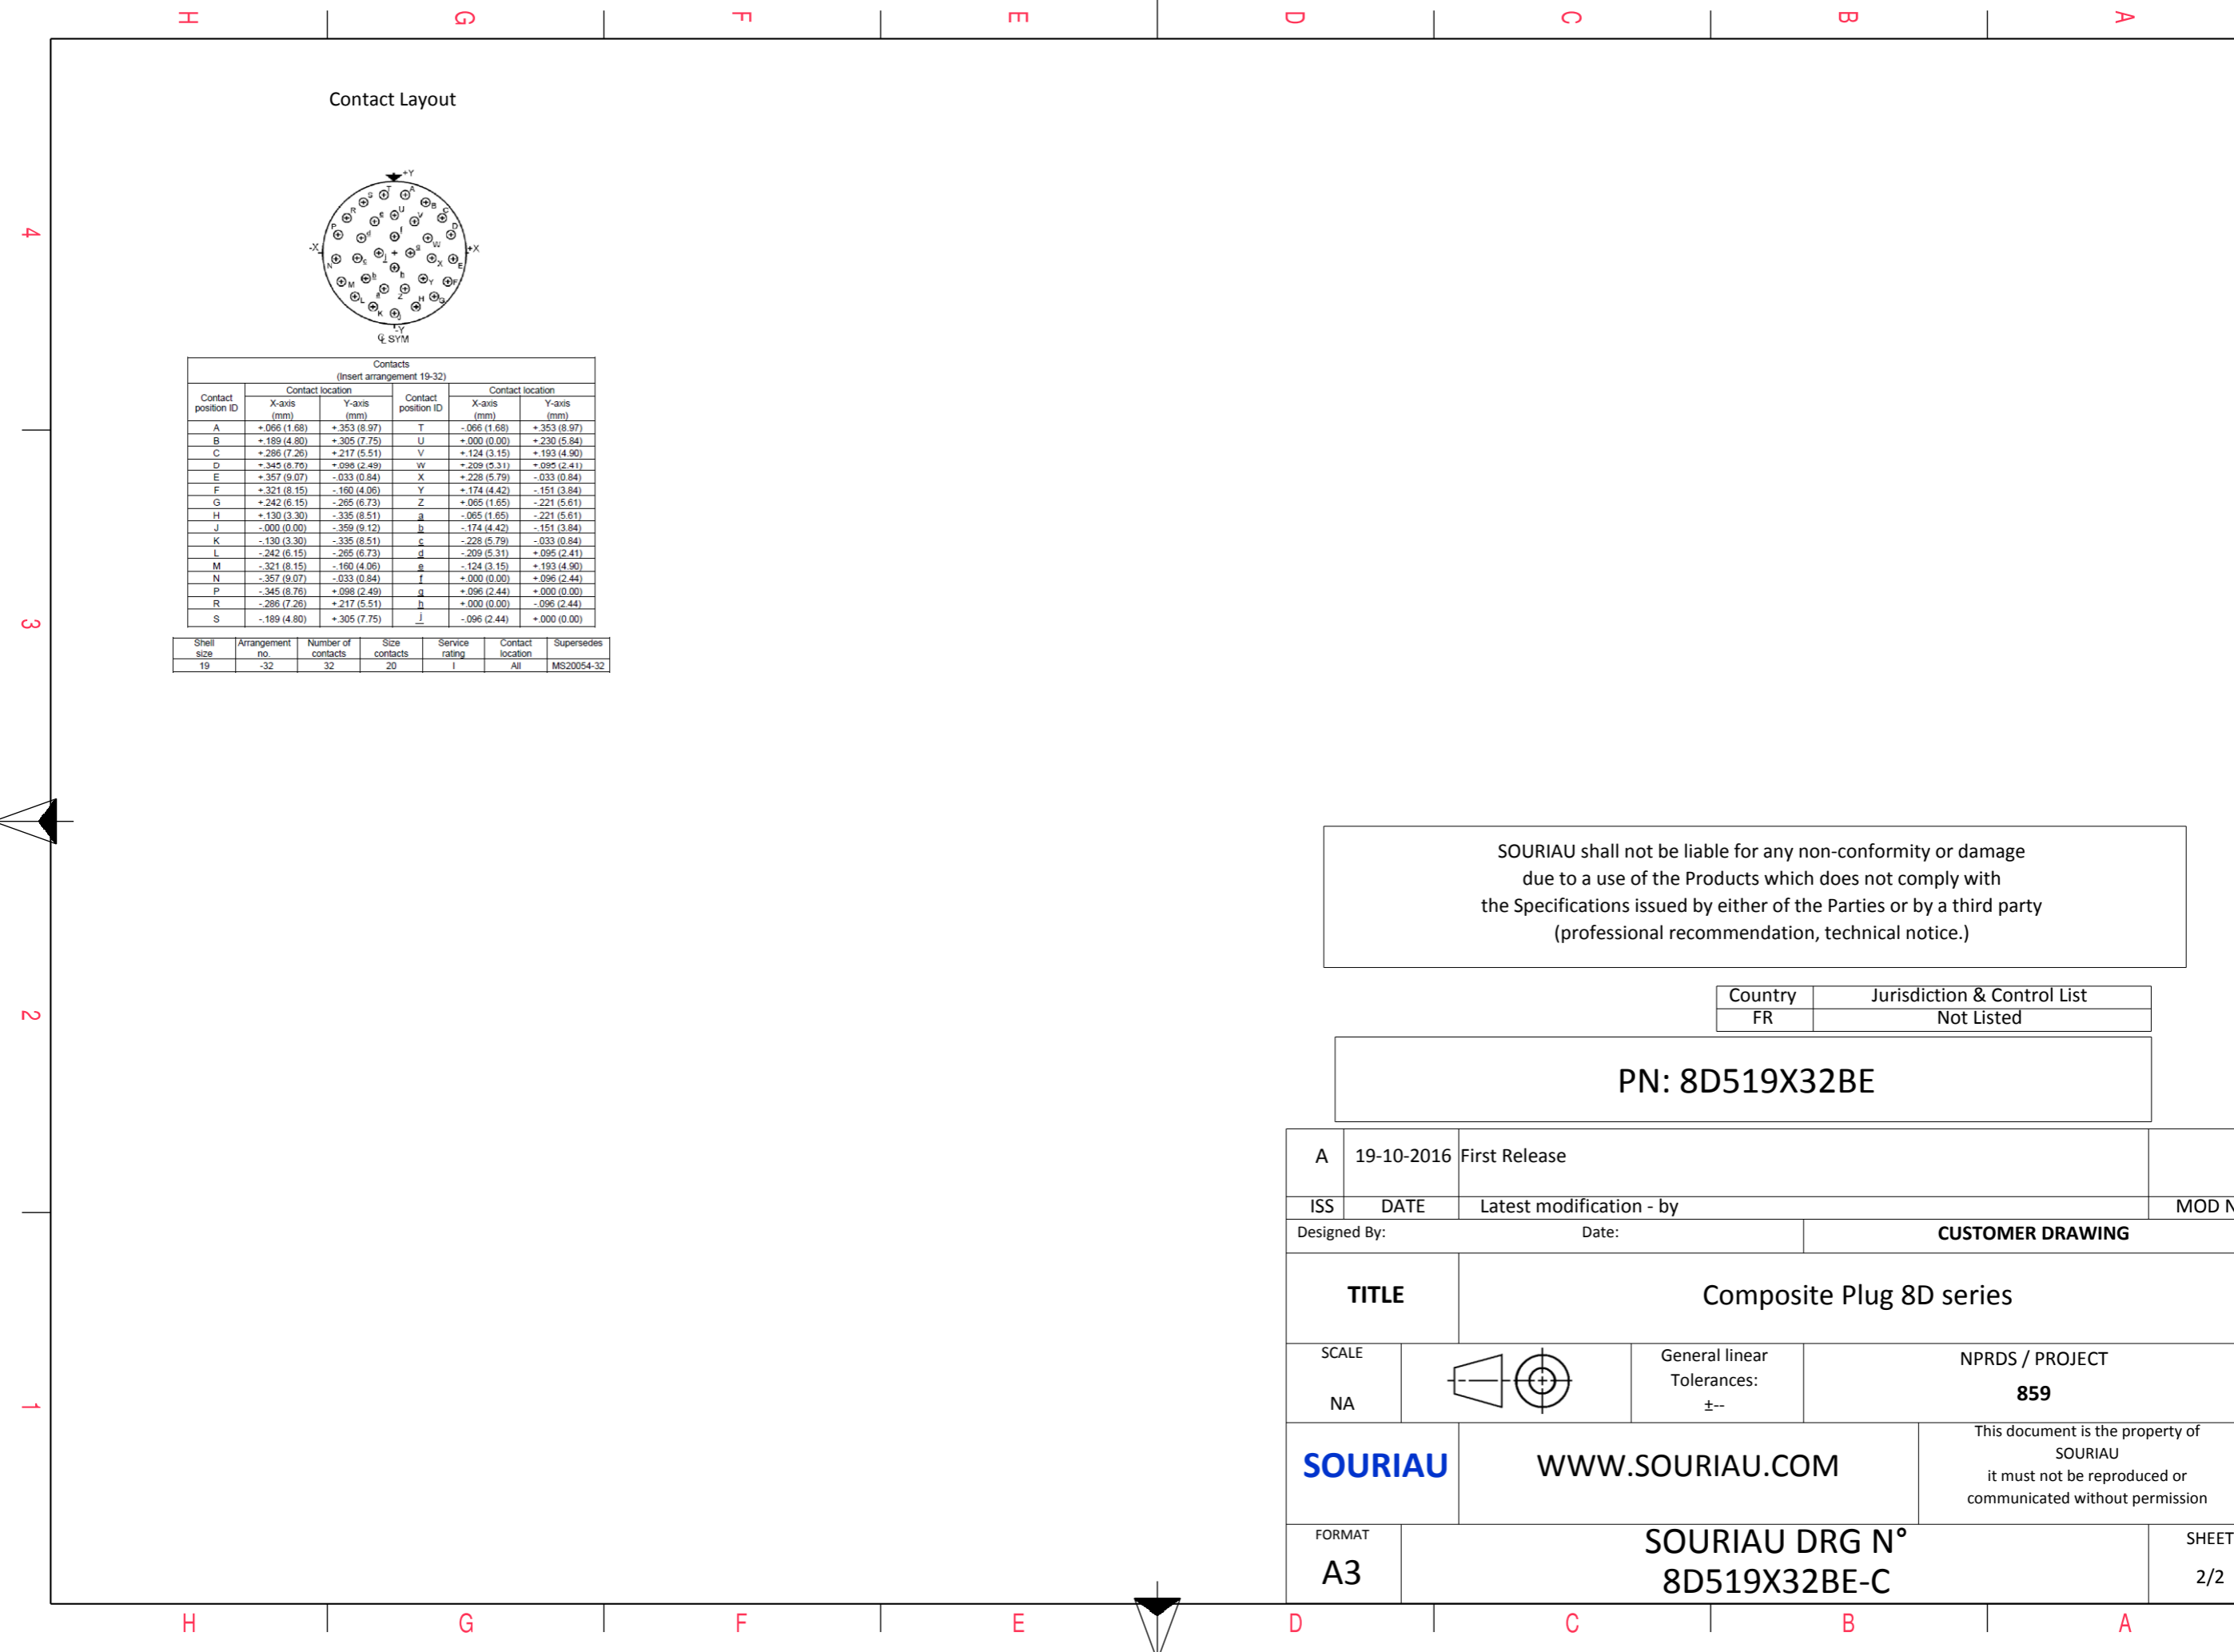 H G F E D C B A
Contact Layout
+Y
T A
S B
R e U V C
P d f W D
-X +X
j g
N c X E
M b h Y F
L a Z H G
K J
-Y
℄ SYM
Contacts
(Insert arrangement 19-32)
Contact position ID | Contact location | Contact position ID | Contact location
X-axis (mm) | Y-axis (mm) | X-axis (mm) | Y-axis (mm)
A +.066 (1.68) +.353 (8.97) T -.066 (1.68) +.353 (8.97)
B +.189 (4.80) +.305 (7.75) U +.000 (0.00) +.230 (5.84)
C +.286 (7.26) +.217 (5.51) V +.124 (3.15) +.193 (4.90)
D +.345 (8.76) +.098 (2.49) W +.209 (5.31) +.095 (2.41)
E +.357 (9.07) -.033 (0.84) X +.228 (5.79) -.033 (0.84)
F +.321 (8.15) -.160 (4.06) Y +.174 (4.42) -.151 (3.84)
G +.242 (6.15) -.265 (6.73) Z +.065 (1.65) -.221 (5.61)
H +.130 (3.30) -.335 (8.51) a -.065 (1.65) -.221 (5.61)
J -.000 (0.00) -.359 (9.12) b -.174 (4.42) -.151 (3.84)
K -.130 (3.30) -.335 (8.51) c -.228 (5.79) -.033 (0.84)
L -.242 (6.15) -.265 (6.73) d -.209 (5.31) +.095 (2.41)
M -.321 (8.15) -.160 (4.06) e -.124 (3.15) +.193 (4.90)
N -.357 (9.07) -.033 (0.84) f +.000 (0.00) +.096 (2.44)
P -.345 (8.76) +.098 (2.49) g +.096 (2.44) +.000 (0.00)
R -.286 (7.26) +.217 (5.51) h +.000 (0.00) -.096 (2.44)
S -.189 (4.80) +.305 (7.75) j -.096 (2.44) +.000 (0.00)
Shell size | Arrangement no. | Number of contacts | Size contacts | Service rating | Contact location | Supersedes
19 -32 32 20 I All MS20054-32
4
3
2
1
SOURIAU shall not be liable for any non-conformity or damage
due to a use of the Products which does not comply with
the Specifications issued by either of the Parties or by a third party
(professional recommendation, technical notice.)
Country Jurisdiction & Control List
FR Not Listed
PN: 8D519X32BE
A 19-10-2016 First Release
ISS DATE Latest modification - by MOD N
Designed By: Date: CUSTOMER DRAWING
TITLE Composite Plug 8D series
SCALE
NA
General linear
Tolerances:
±--
NPRDS / PROJECT
859
SOURIAU WWW.SOURIAU.COM
This document is the property of
SOURIAU
it must not be reproduced or
communicated without permission
FORMAT
A3
SOURIAU DRG N°
8D519X32BE-C
SHEET
2/2
H G F E D C B A